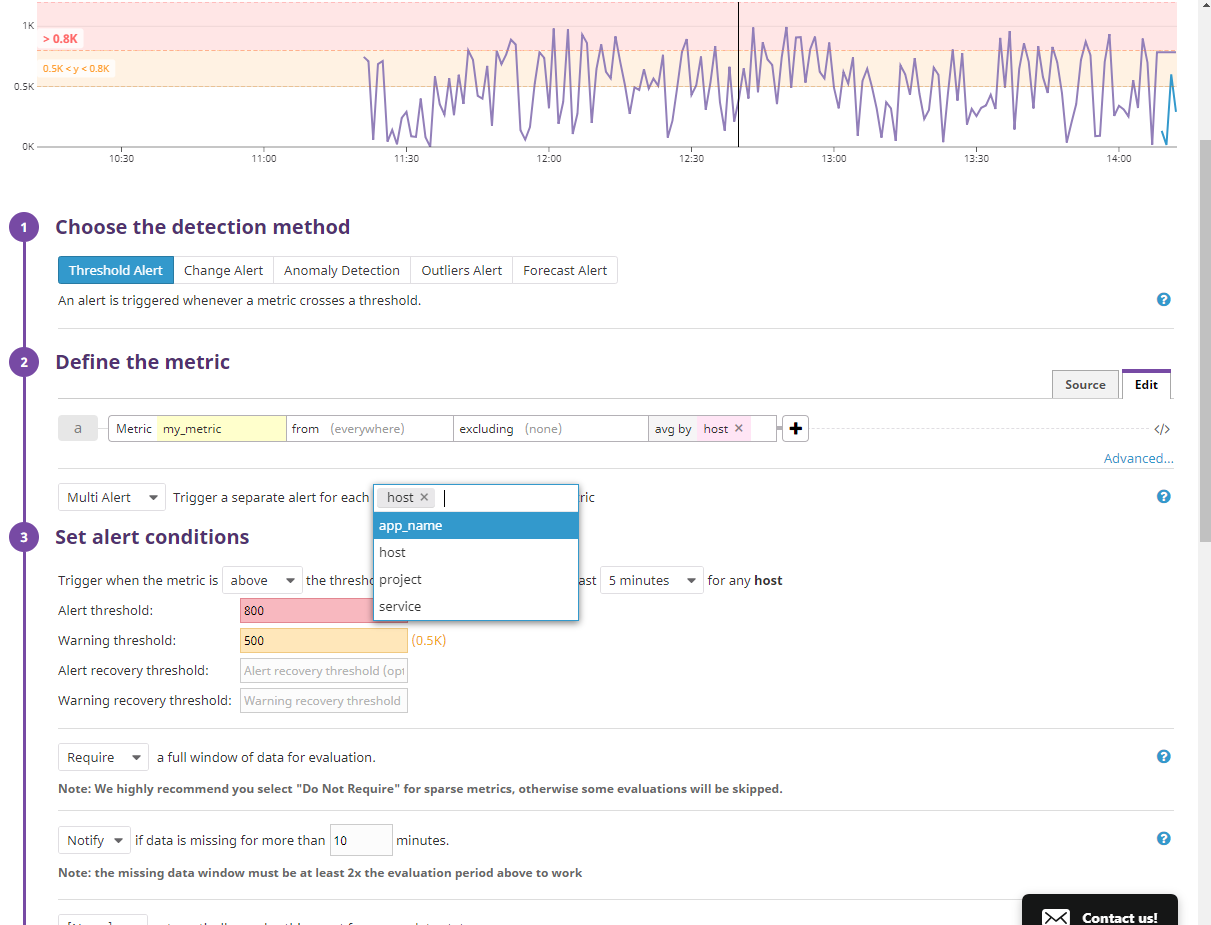 1K
> 0.8K
0.5K < y < 0.8K
0.5K
0K
10:30 11:00 11:30 12:00 12:30 13:00 13:30 14:00
1 Choose the detection method
Threshold Alert Change Alert Anomaly Detection Outliers Alert Forecast Alert
An alert is triggered whenever a metric crosses a threshold. ?
2 Define the metric
Source Edit
a Metric my_metric from (everywhere) excluding (none) avg by host × + </>
Advanced...
Multi Alert Trigger a separate alert for each host × ric ?
app_name
host
project
service
3 Set alert conditions
Trigger when the metric is above the thresho ast 5 minutes for any host
Alert threshold: 800
Warning threshold: 500 (0.5K)
Alert recovery threshold: Alert recovery threshold (opt
Warning recovery threshold: Warning recovery threshold
Require a full window of data for evaluation. ?
Note: We highly recommend you select "Do Not Require" for sparse metrics, otherwise some evaluations will be skipped.
Notify if data is missing for more than 10 minutes. ?
Note: the missing data window must be at least 2x the evaluation period above to work
Contact us!